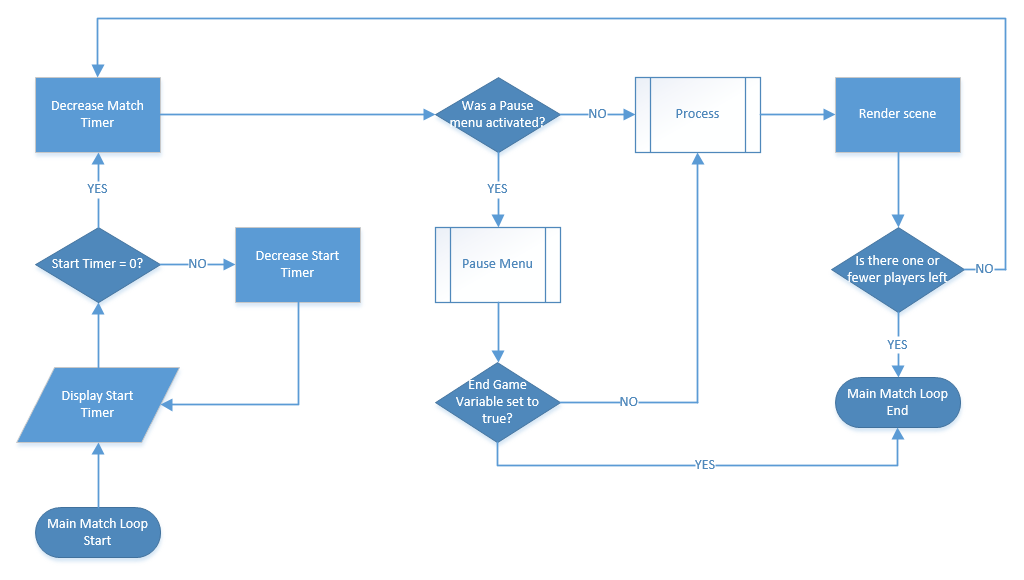 Decrease Match
Timer
Was a Pause
menu activated?
NO
Process
Render scene
YES
YES
Start Timer = 0?
NO
Decrease Start
Timer
Pause Menu
Is there one or
fewer players left
NO
YES
Display Start
Timer
End Game
Variable set to
true?
NO
Main Match Loop
End
YES
Main Match Loop
Start